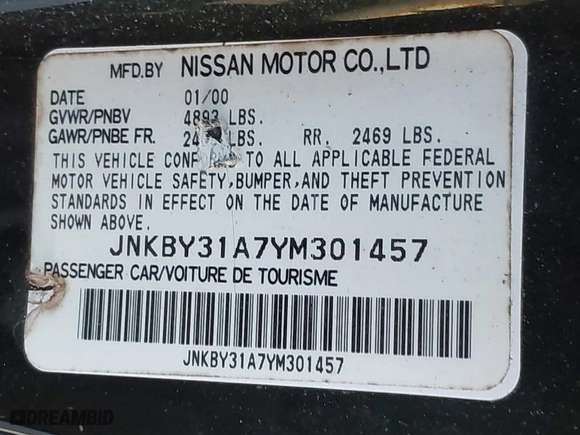 MFD.BY NISSAN MOTOR CO.,LTD
DATE 01/00
GVWR/PNBV 4893 LBS.
GAWR/PNBE FR. LBS. RR. 2469 LBS.
THIS VEHICLE TO ALL APPLICABLE FEDERAL
MOTOR VEHICLE SAFETY,BUMPER,AND THEFT PREVENTION
STANDARDS IN EFFECT ON THE DATE OF MANUFACTURE
SHOWN ABOVE.
JNKBY31A7YM301457
PASSENGER CAR/VOITURE DE TOURISME
JNKBY31A7YM301457
DREAMBID